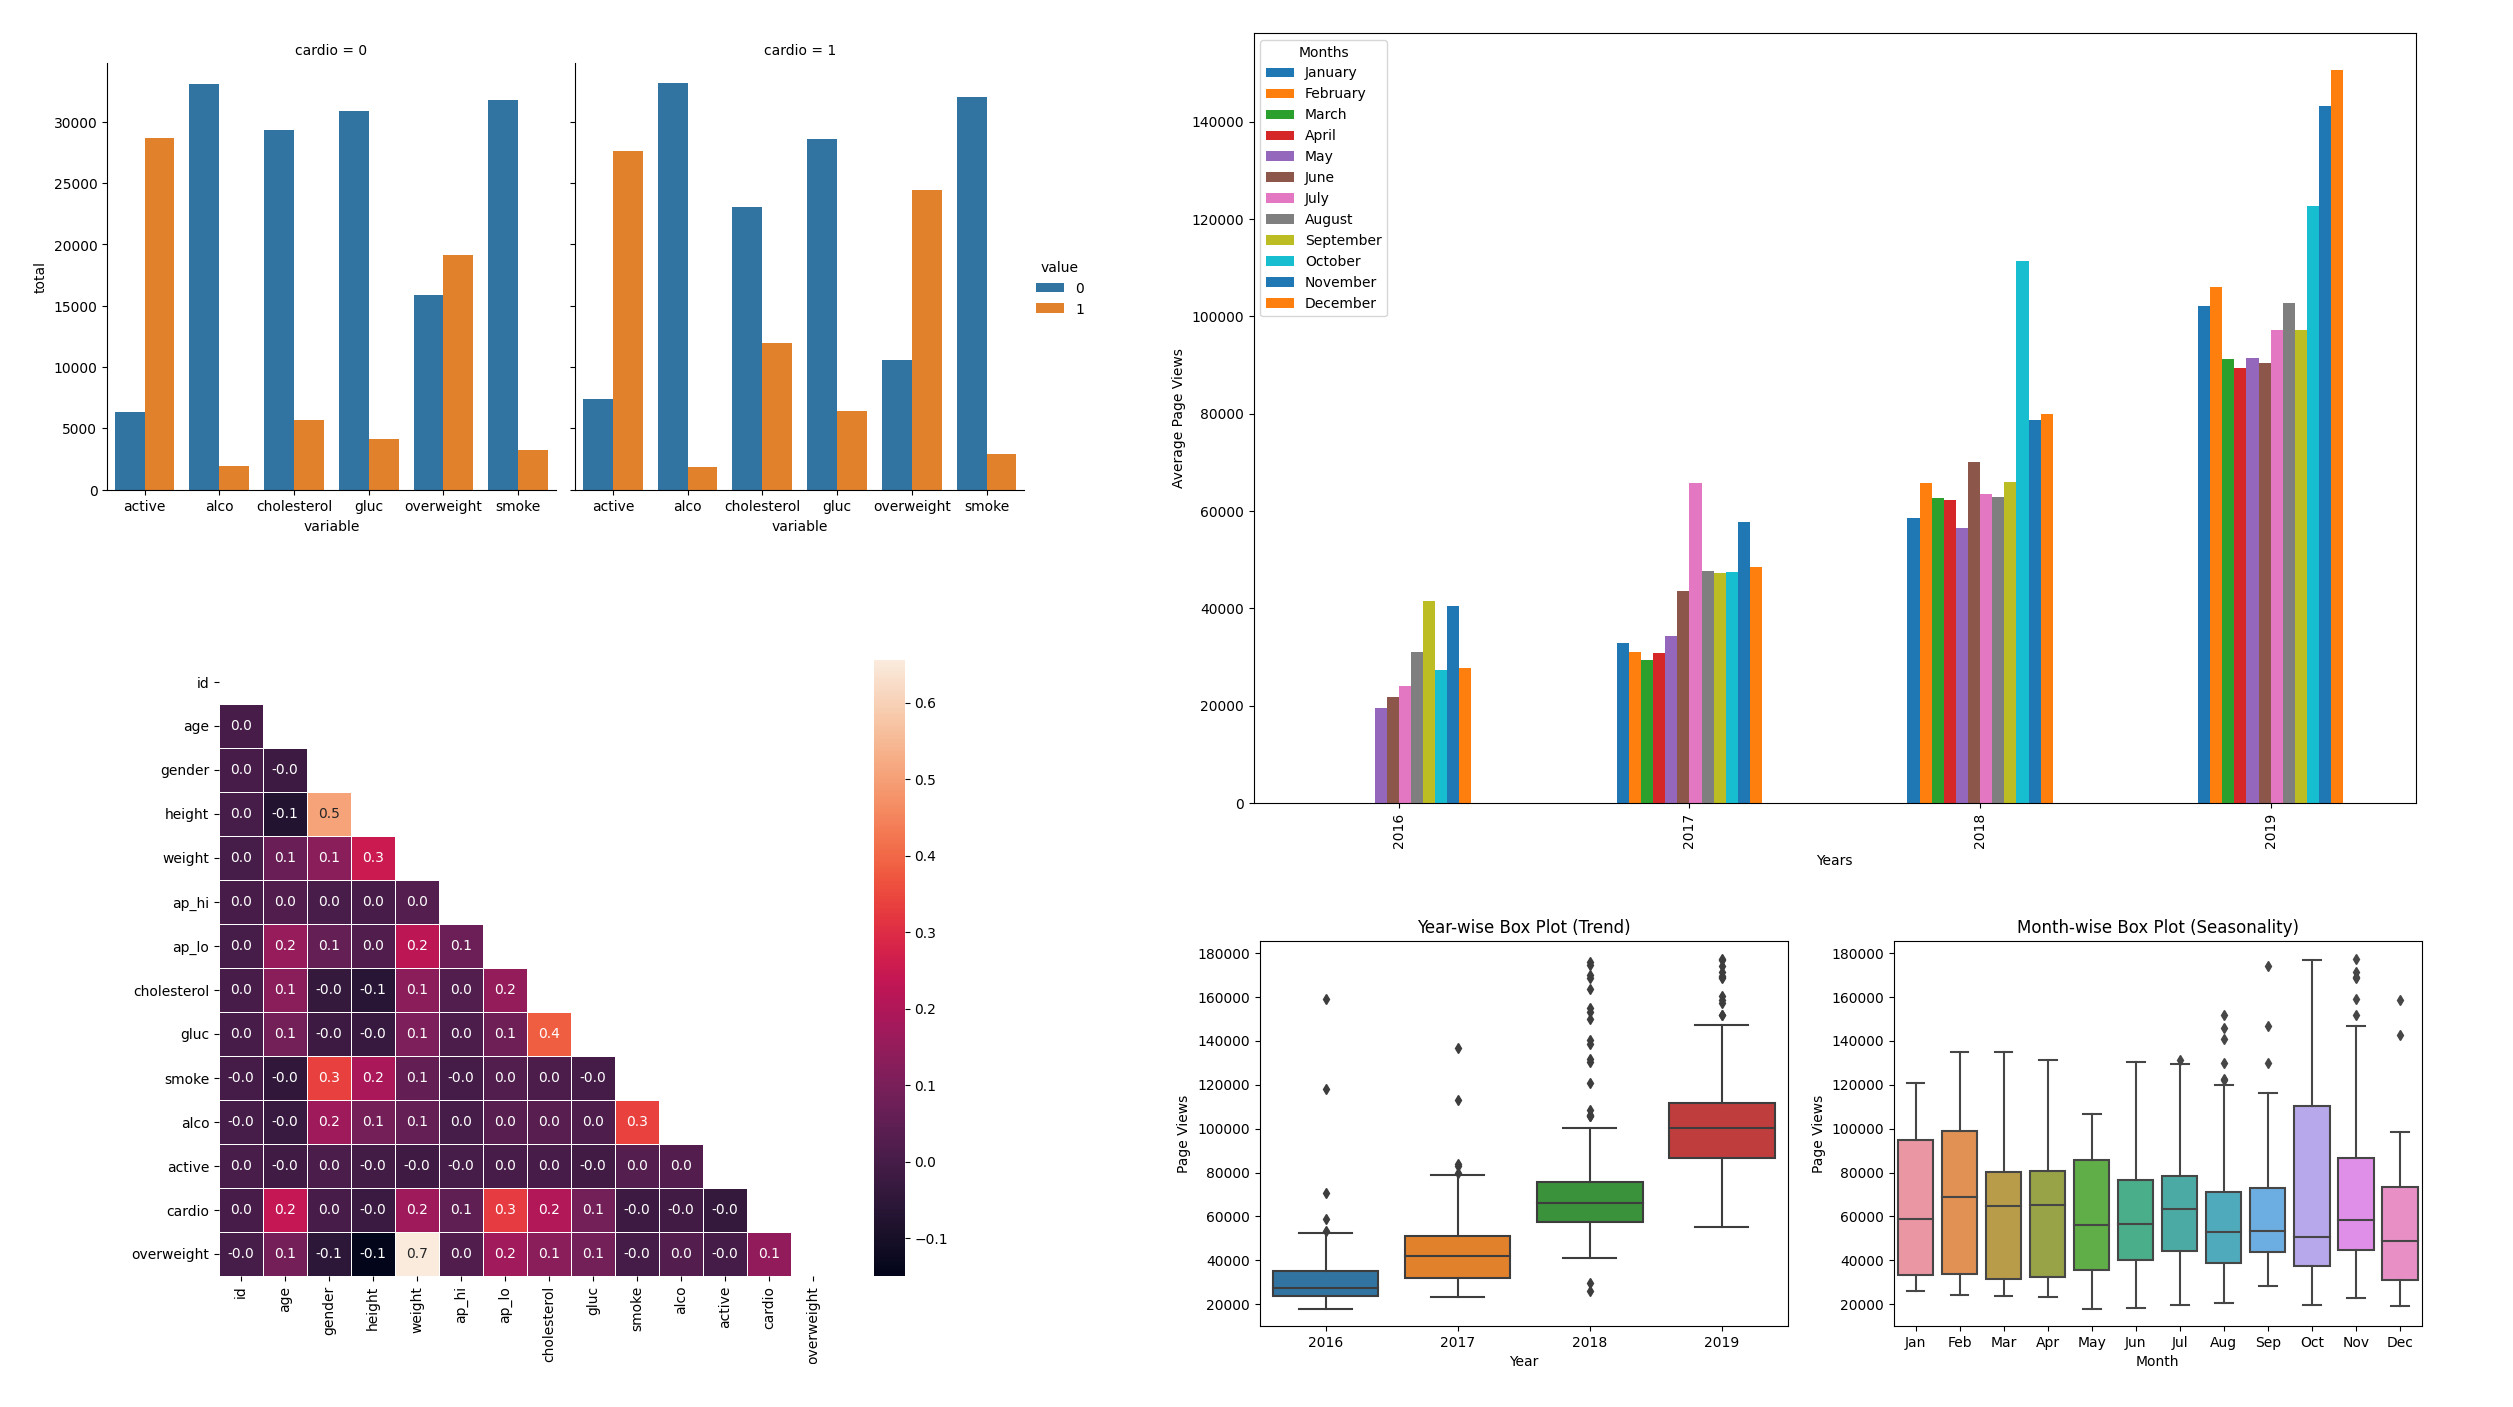 cardio = 0
cardio = 1
total
30000
25000
20000
15000
10000
5000
0
active alco cholesterol gluc overweight smoke
variable
active alco cholesterol gluc overweight smoke
variable
value
0
1
Months
January
February
March
April
May
June
July
August
September
October
November
December
Average Page Views
140000
120000
100000
80000
60000
40000
20000
0
2016 2017 2018 2019
Years
id
age 0.0
gender 0.0 -0.0
height 0.0 -0.1 0.5
weight 0.0 0.1 0.1 0.3
ap_hi 0.0 0.0 0.0 0.0 0.0
ap_lo 0.0 0.2 0.1 0.0 0.2 0.1
cholesterol 0.0 0.1 -0.0 -0.1 0.1 0.0 0.2
gluc 0.0 0.1 -0.0 -0.0 0.1 0.0 0.1 0.4
smoke -0.0 -0.0 0.3 0.2 0.1 -0.0 0.0 0.0 -0.0
alco -0.0 -0.0 0.2 0.1 0.1 0.0 0.0 0.0 0.0 0.3
active 0.0 -0.0 0.0 -0.0 -0.0 -0.0 0.0 0.0 -0.0 0.0 0.0
cardio 0.0 0.2 0.0 -0.0 0.2 0.1 0.3 0.2 0.1 -0.0 -0.0 -0.0
overweight -0.0 0.1 -0.1 -0.1 0.7 0.0 0.2 0.1 0.1 -0.0 0.0 -0.0 0.1
id age gender height weight ap_hi ap_lo cholesterol gluc smoke alco active cardio overweight
0.6
0.5
0.4
0.3
0.2
0.1
0.0
−0.1
Year-wise Box Plot (Trend)
Page Views
180000
160000
140000
120000
100000
80000
60000
40000
20000
2016 2017 2018 2019
Year
Month-wise Box Plot (Seasonality)
Page Views
180000
160000
140000
120000
100000
80000
60000
40000
20000
Jan Feb Mar Apr May Jun Jul Aug Sep Oct Nov Dec
Month